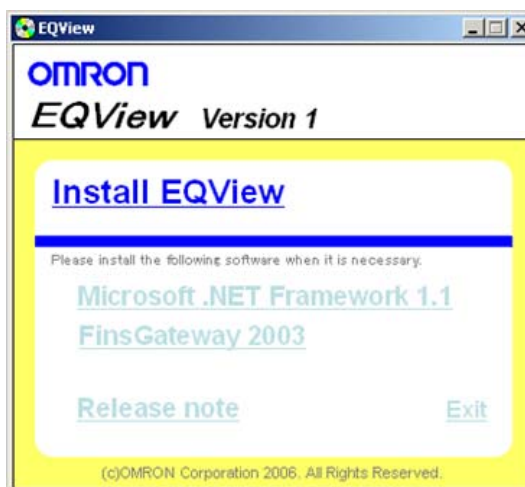 EQView
OMRON
EQView Version 1
Install EQView
Please install the following software when it is necessary.
Microsoft .NET Framework 1.1
FinsGateway 2003
Release note Exit
(c)OMRON Corporation 2006. All Rights Reserved.